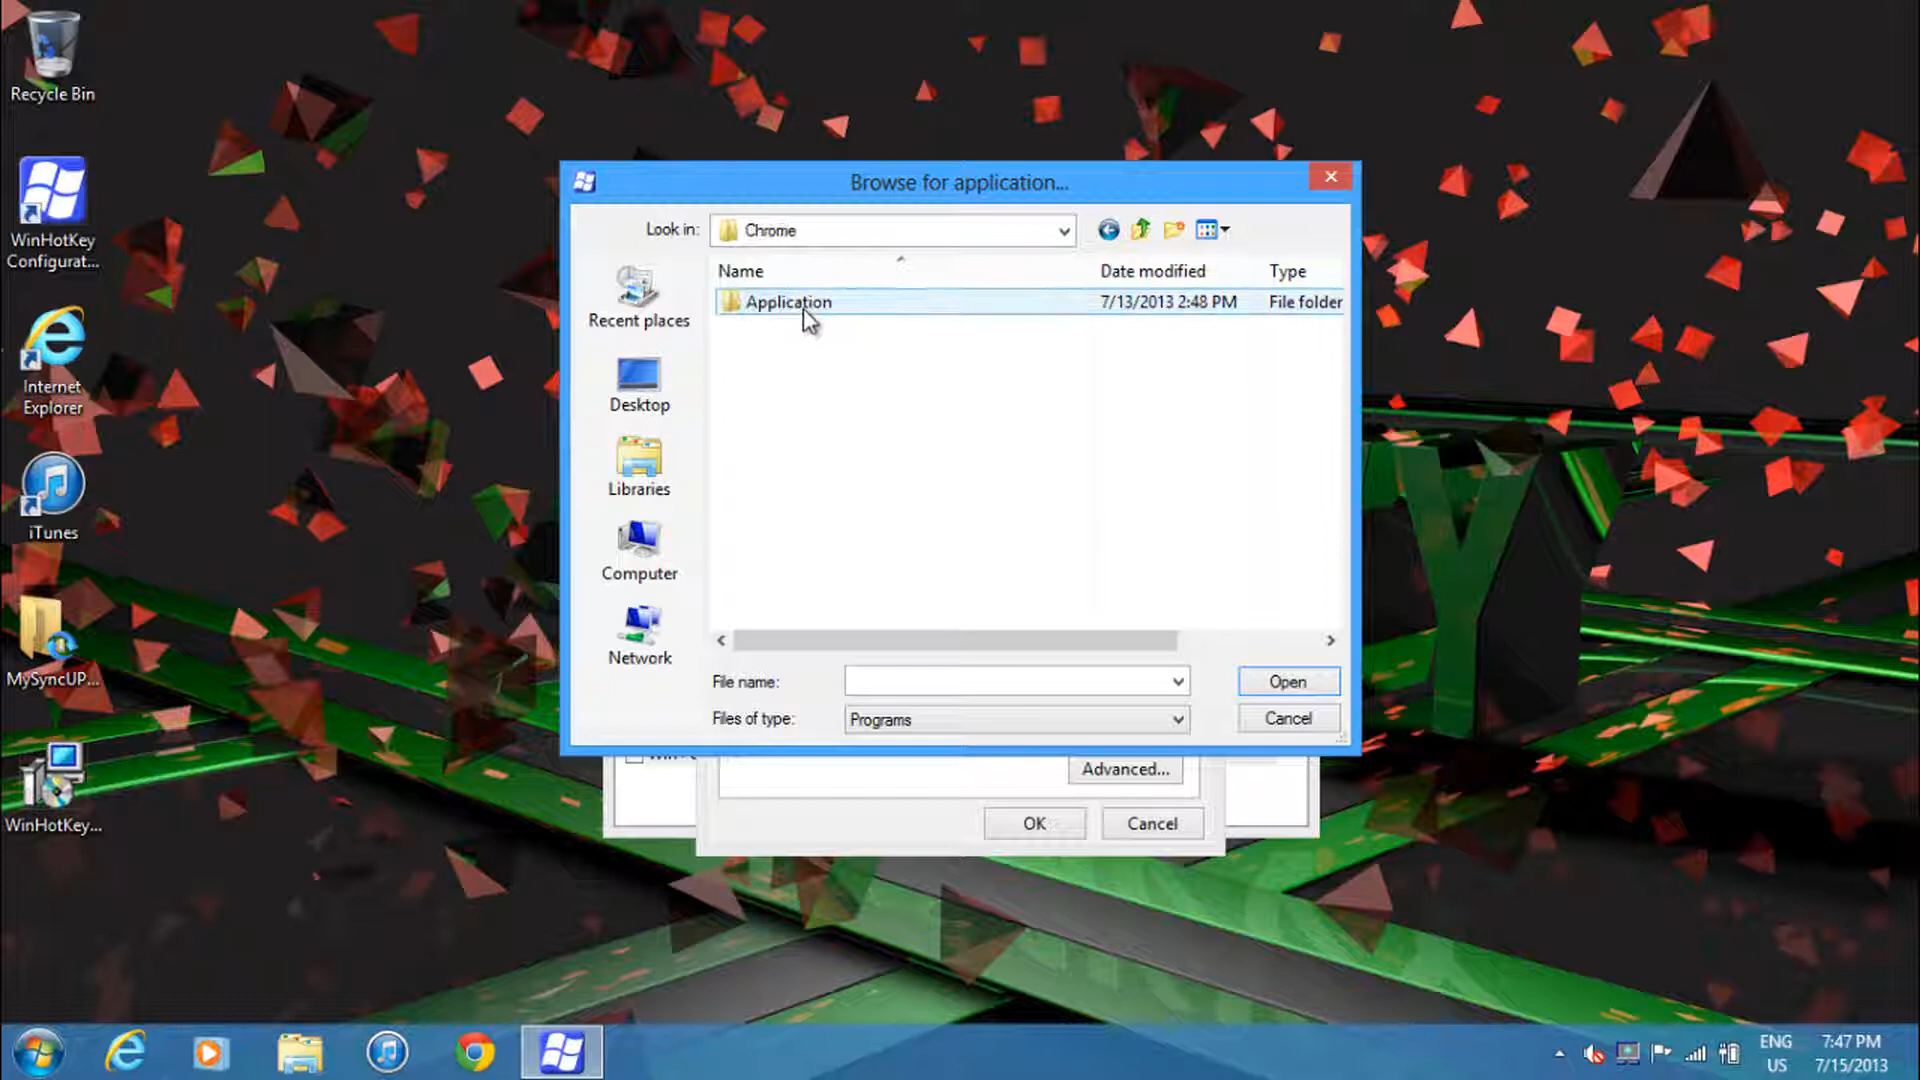 Recycle Bin
WinHotKey
Configurat...
Internet
Explorer
iTunes
MySyncUP...
WinHotKey...
Browse for application...
Look in:
Chrome
Name
Date modified
Type
Application
7/13/2013 2:48 PM
File folder
Recent places
Desktop
Libraries
Computer
Network
File name:
Open
Files of type:
Programs
Cancel
Advanced...
OK
Cancel
Y
ENG
US
7:47 PM
7/15/2013